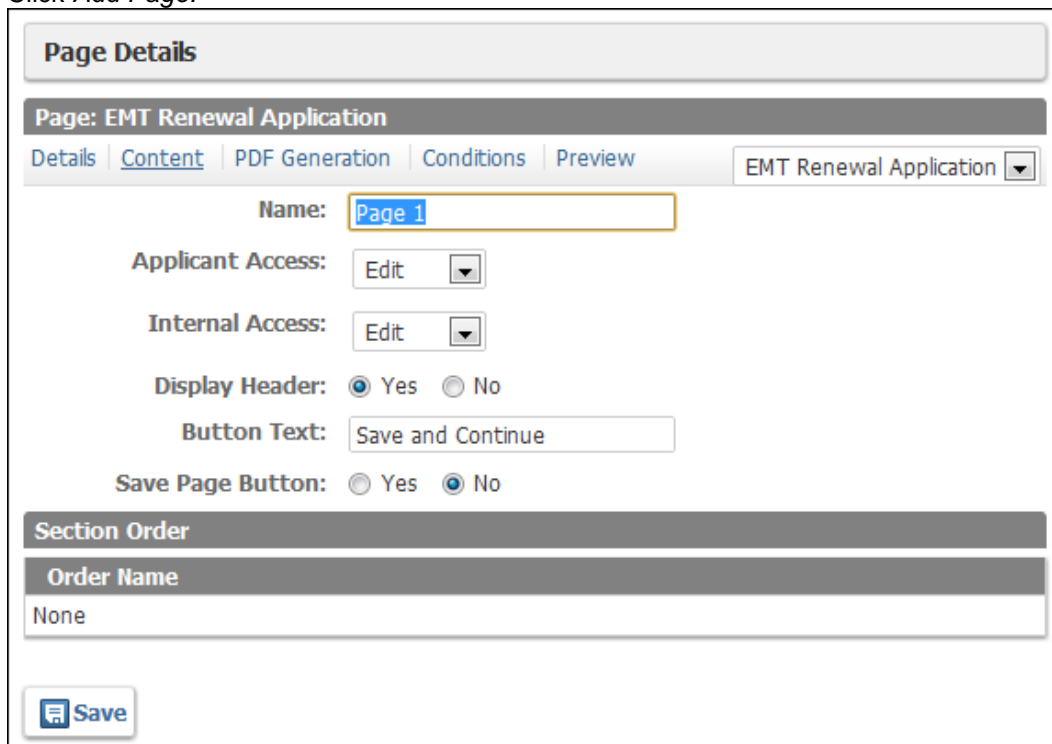 Click Add Page.
Page Details
Page: EMT Renewal Application
Details Content PDF Generation Conditions Preview EMT Renewal Application
Name: Page 1
Applicant Access: Edit
Internal Access: Edit
Display Header: Yes No
Button Text: Save and Continue
Save Page Button: Yes No
Section Order
Order Name
None
Save